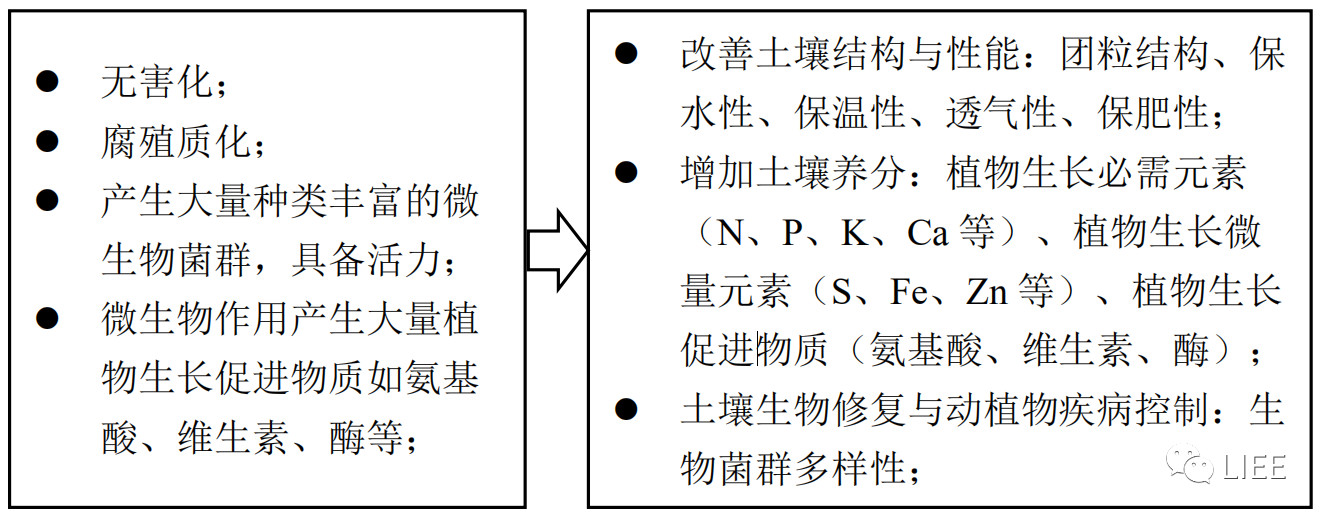 ● 无害化；
● 腐殖质化；
● 产生大量种类丰富的微
生物菌群，具备活力；
● 微生物作用产生大量植
物生长促进物质如氨基
酸、维生素、酶等；
● 改善土壤结构与性能：团粒结构、保
水性、保温性、透气性、保肥性；
● 增加土壤养分：植物生长必需元素
（N、P、K、Ca 等）、植物生长微
量元素（S、Fe、Zn 等）、植物生长
促进物质（氨基酸、维生素、酶）；
● 土壤生物修复与动植物疾病控制：生
物菌群多样性；
LIEE